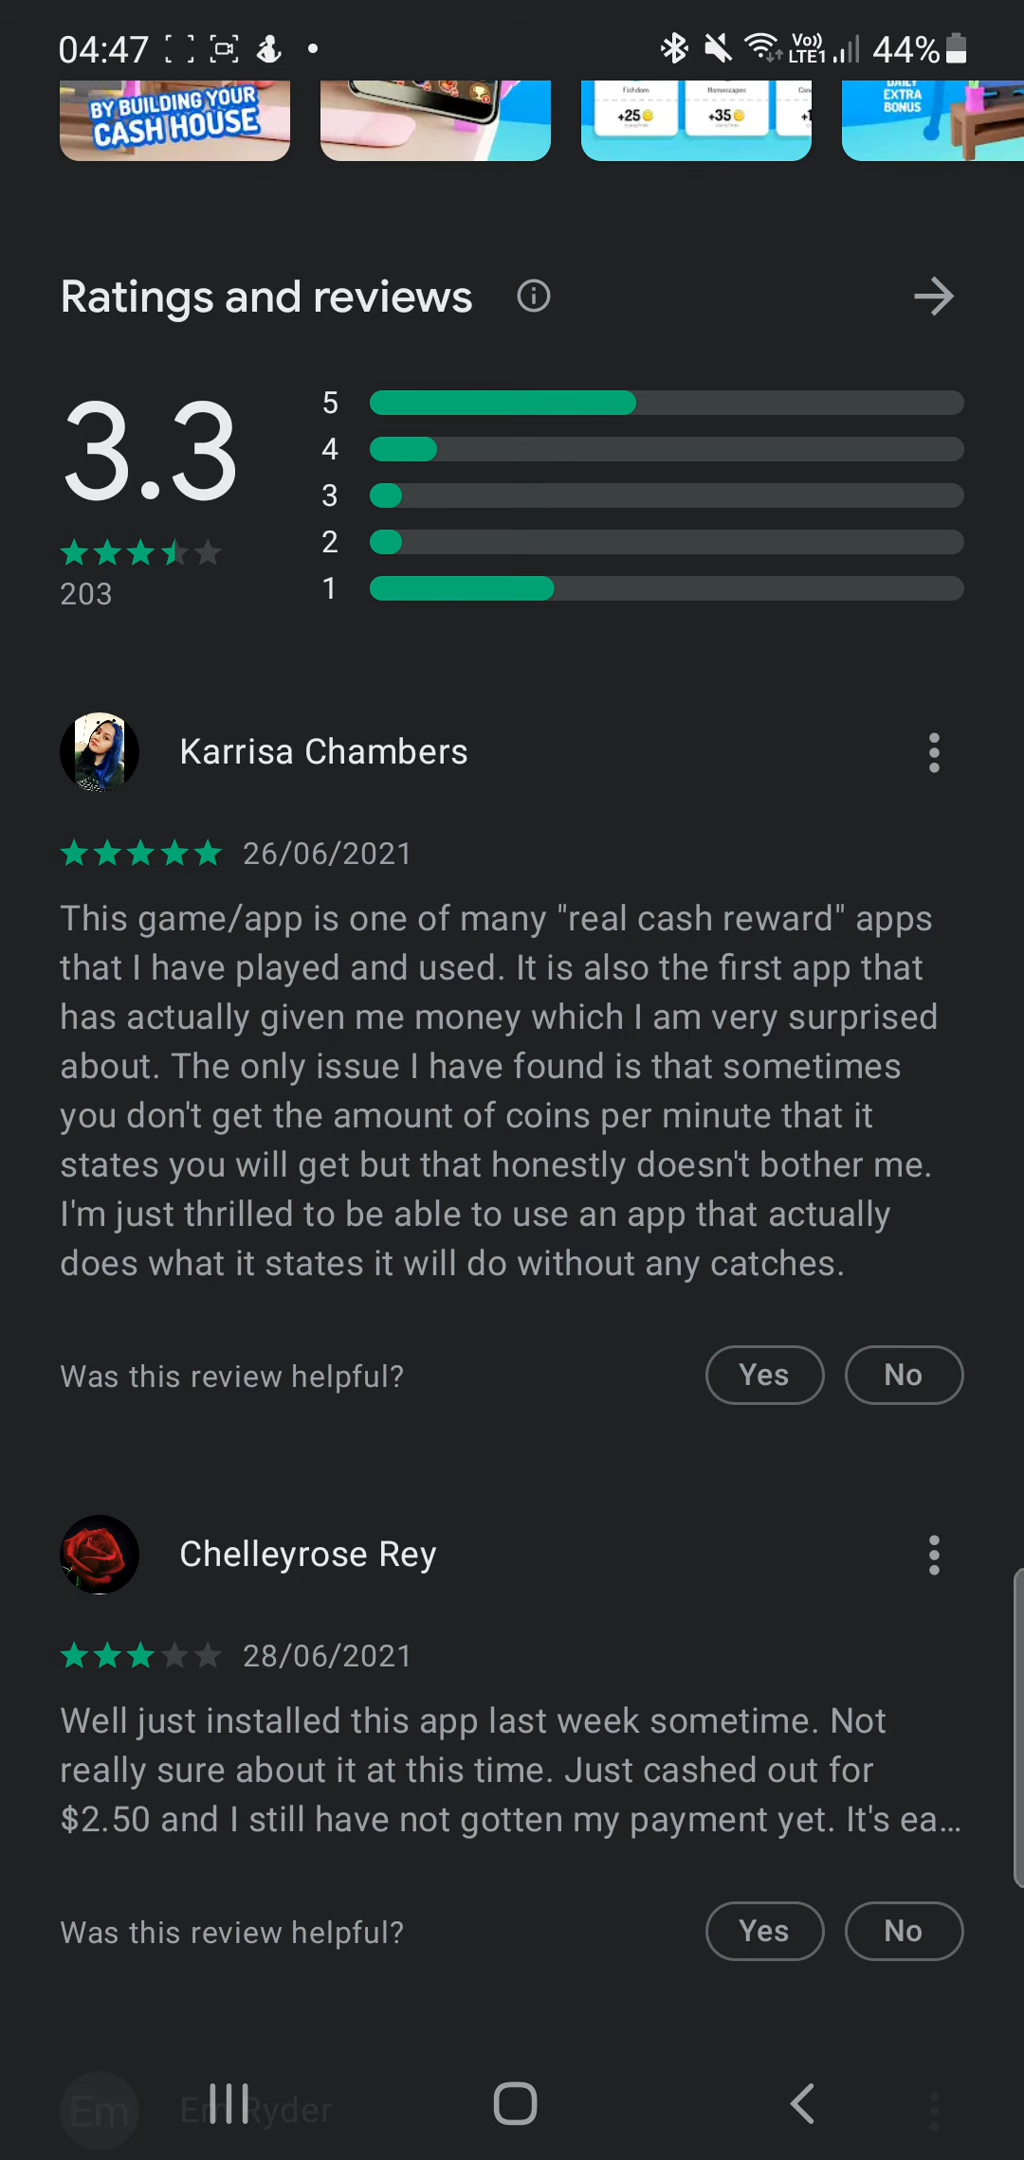 04:47
Vo))
LTE1
44%
BY BUILDING YOUR
CASH HOUSE
Fishdom
+25
Homescapes
+35
DAILY
EXTRA
BONUS
Ratings and reviews
3.3
203
5
4
3
2
1
Karrisa Chambers
26/06/2021
This game/app is one of many "real cash reward" apps
that I have played and used. It is also the first app that
has actually given me money which I am very surprised
about. The only issue I have found is that sometimes
you don't get the amount of coins per minute that it
states you will get but that honestly doesn't bother me.
I'm just thrilled to be able to use an app that actually
does what it states it will do without any catches.
Was this review helpful?
Yes
No
Chelleyrose Rey
28/06/2021
Well just installed this app last week sometime. Not
really sure about it at this time. Just cashed out for
$2.50 and I still have not gotten my payment yet. It's ea…
Was this review helpful?
Yes
No
Em
Em Ryder